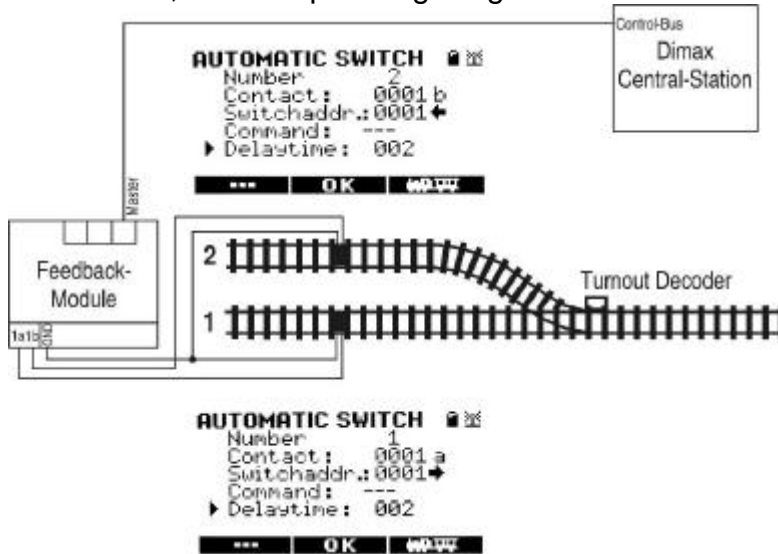 Control-Bus
Dimax
Central-Station
AUTOMATIC SWITCH
Number 2
Contact: 0001 b
Switchaddr.: 0001
Command: ---
Delaytime: 002
--- OK
Master
Feedback-
Module
1a 1b GND
2
1
Turnout Decoder
AUTOMATIC SWITCH
Number 1
Contact: 0001 a
Switchaddr.: 0001
Command: ---
Delaytime: 002
--- OK